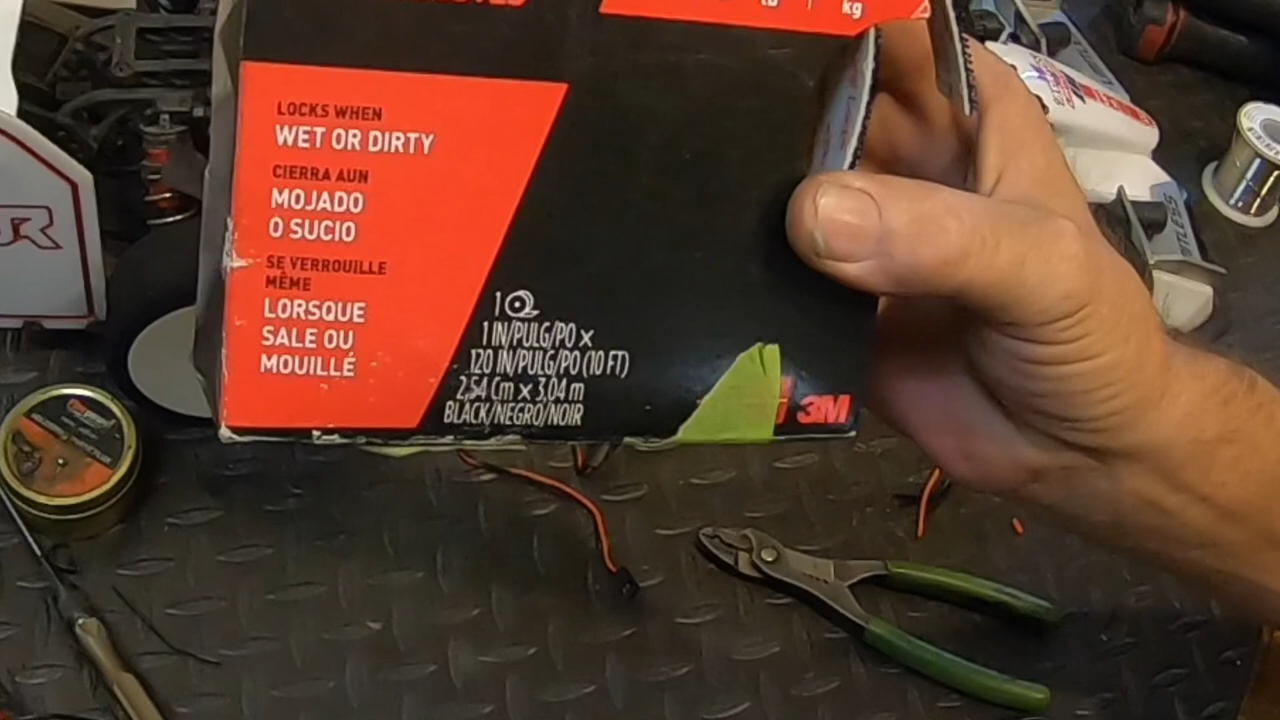 lb kg
LOCKS WHEN
WET OR DIRTY
CIERRA AUN
MOJADO
O SUCIO
SE VERROUILLE
MÊME
LORSQUE
SALE OU
MOUILLÉ
1
1 IN/PULG/PO x
120 IN/PULG/PO (10 FT)
2,54 Cm x 3,04 m
BLACK/NEGRO/NOIR
3M